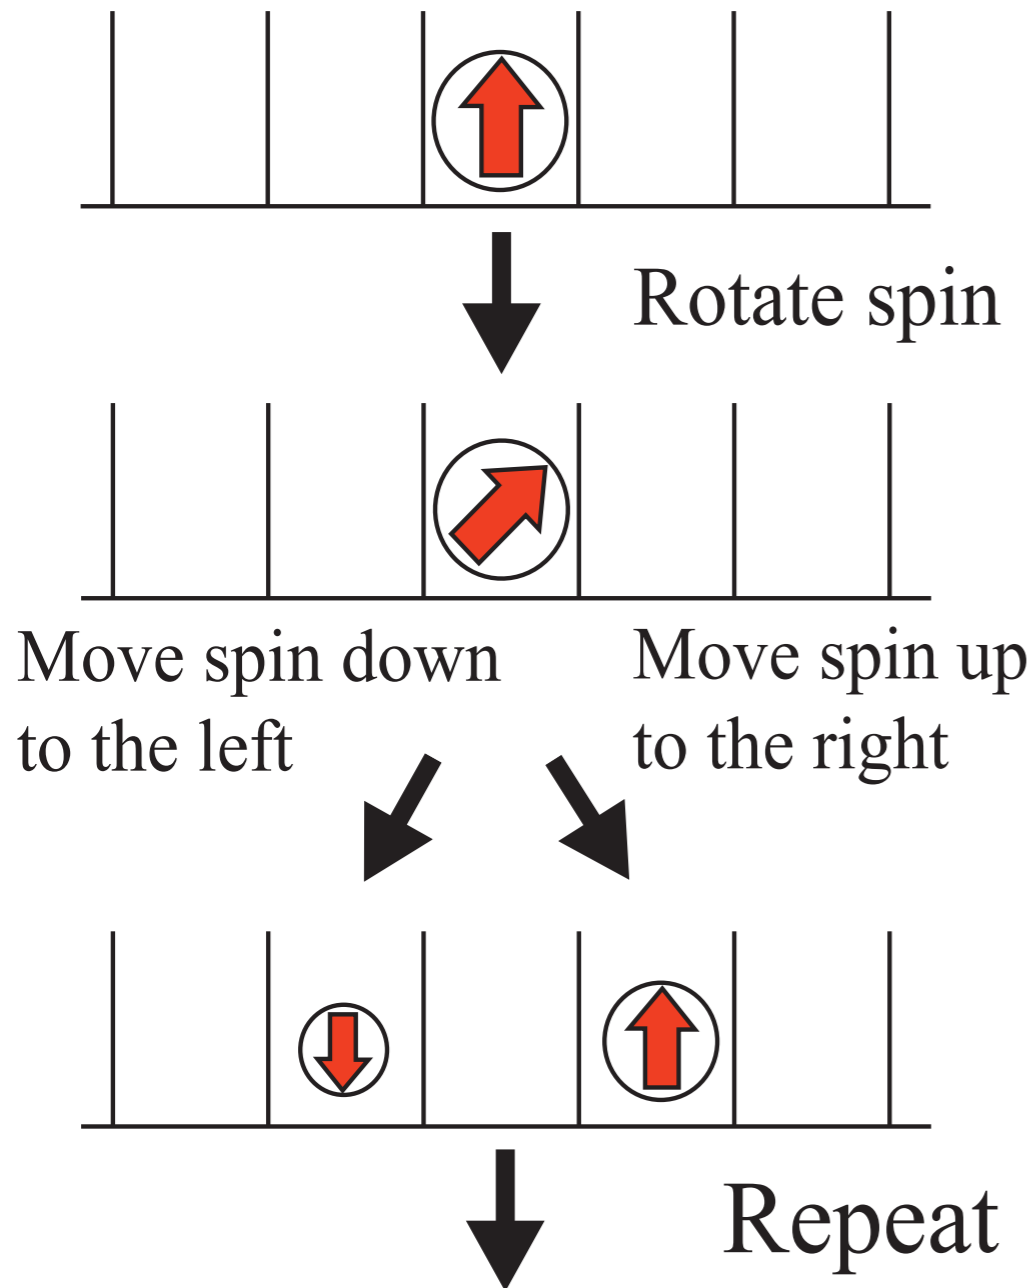 Rotate spin
Move spin down
to the left
Move spin up
to the right
Repeat